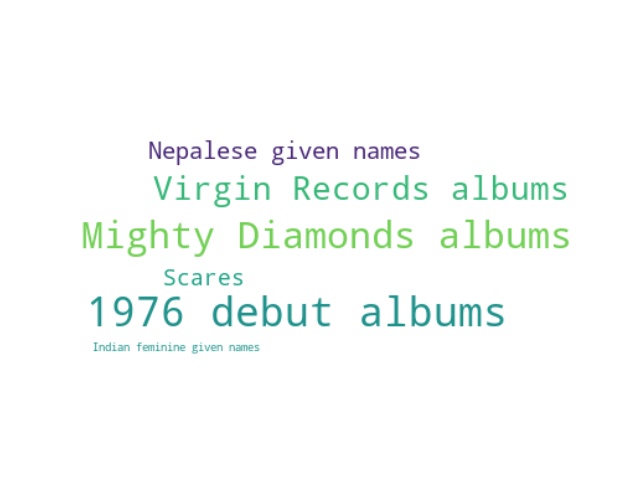 Nepalese given names
Virgin Records albums
Mighty Diamonds albums
Scares
1976 debut albums
Indian feminine given names